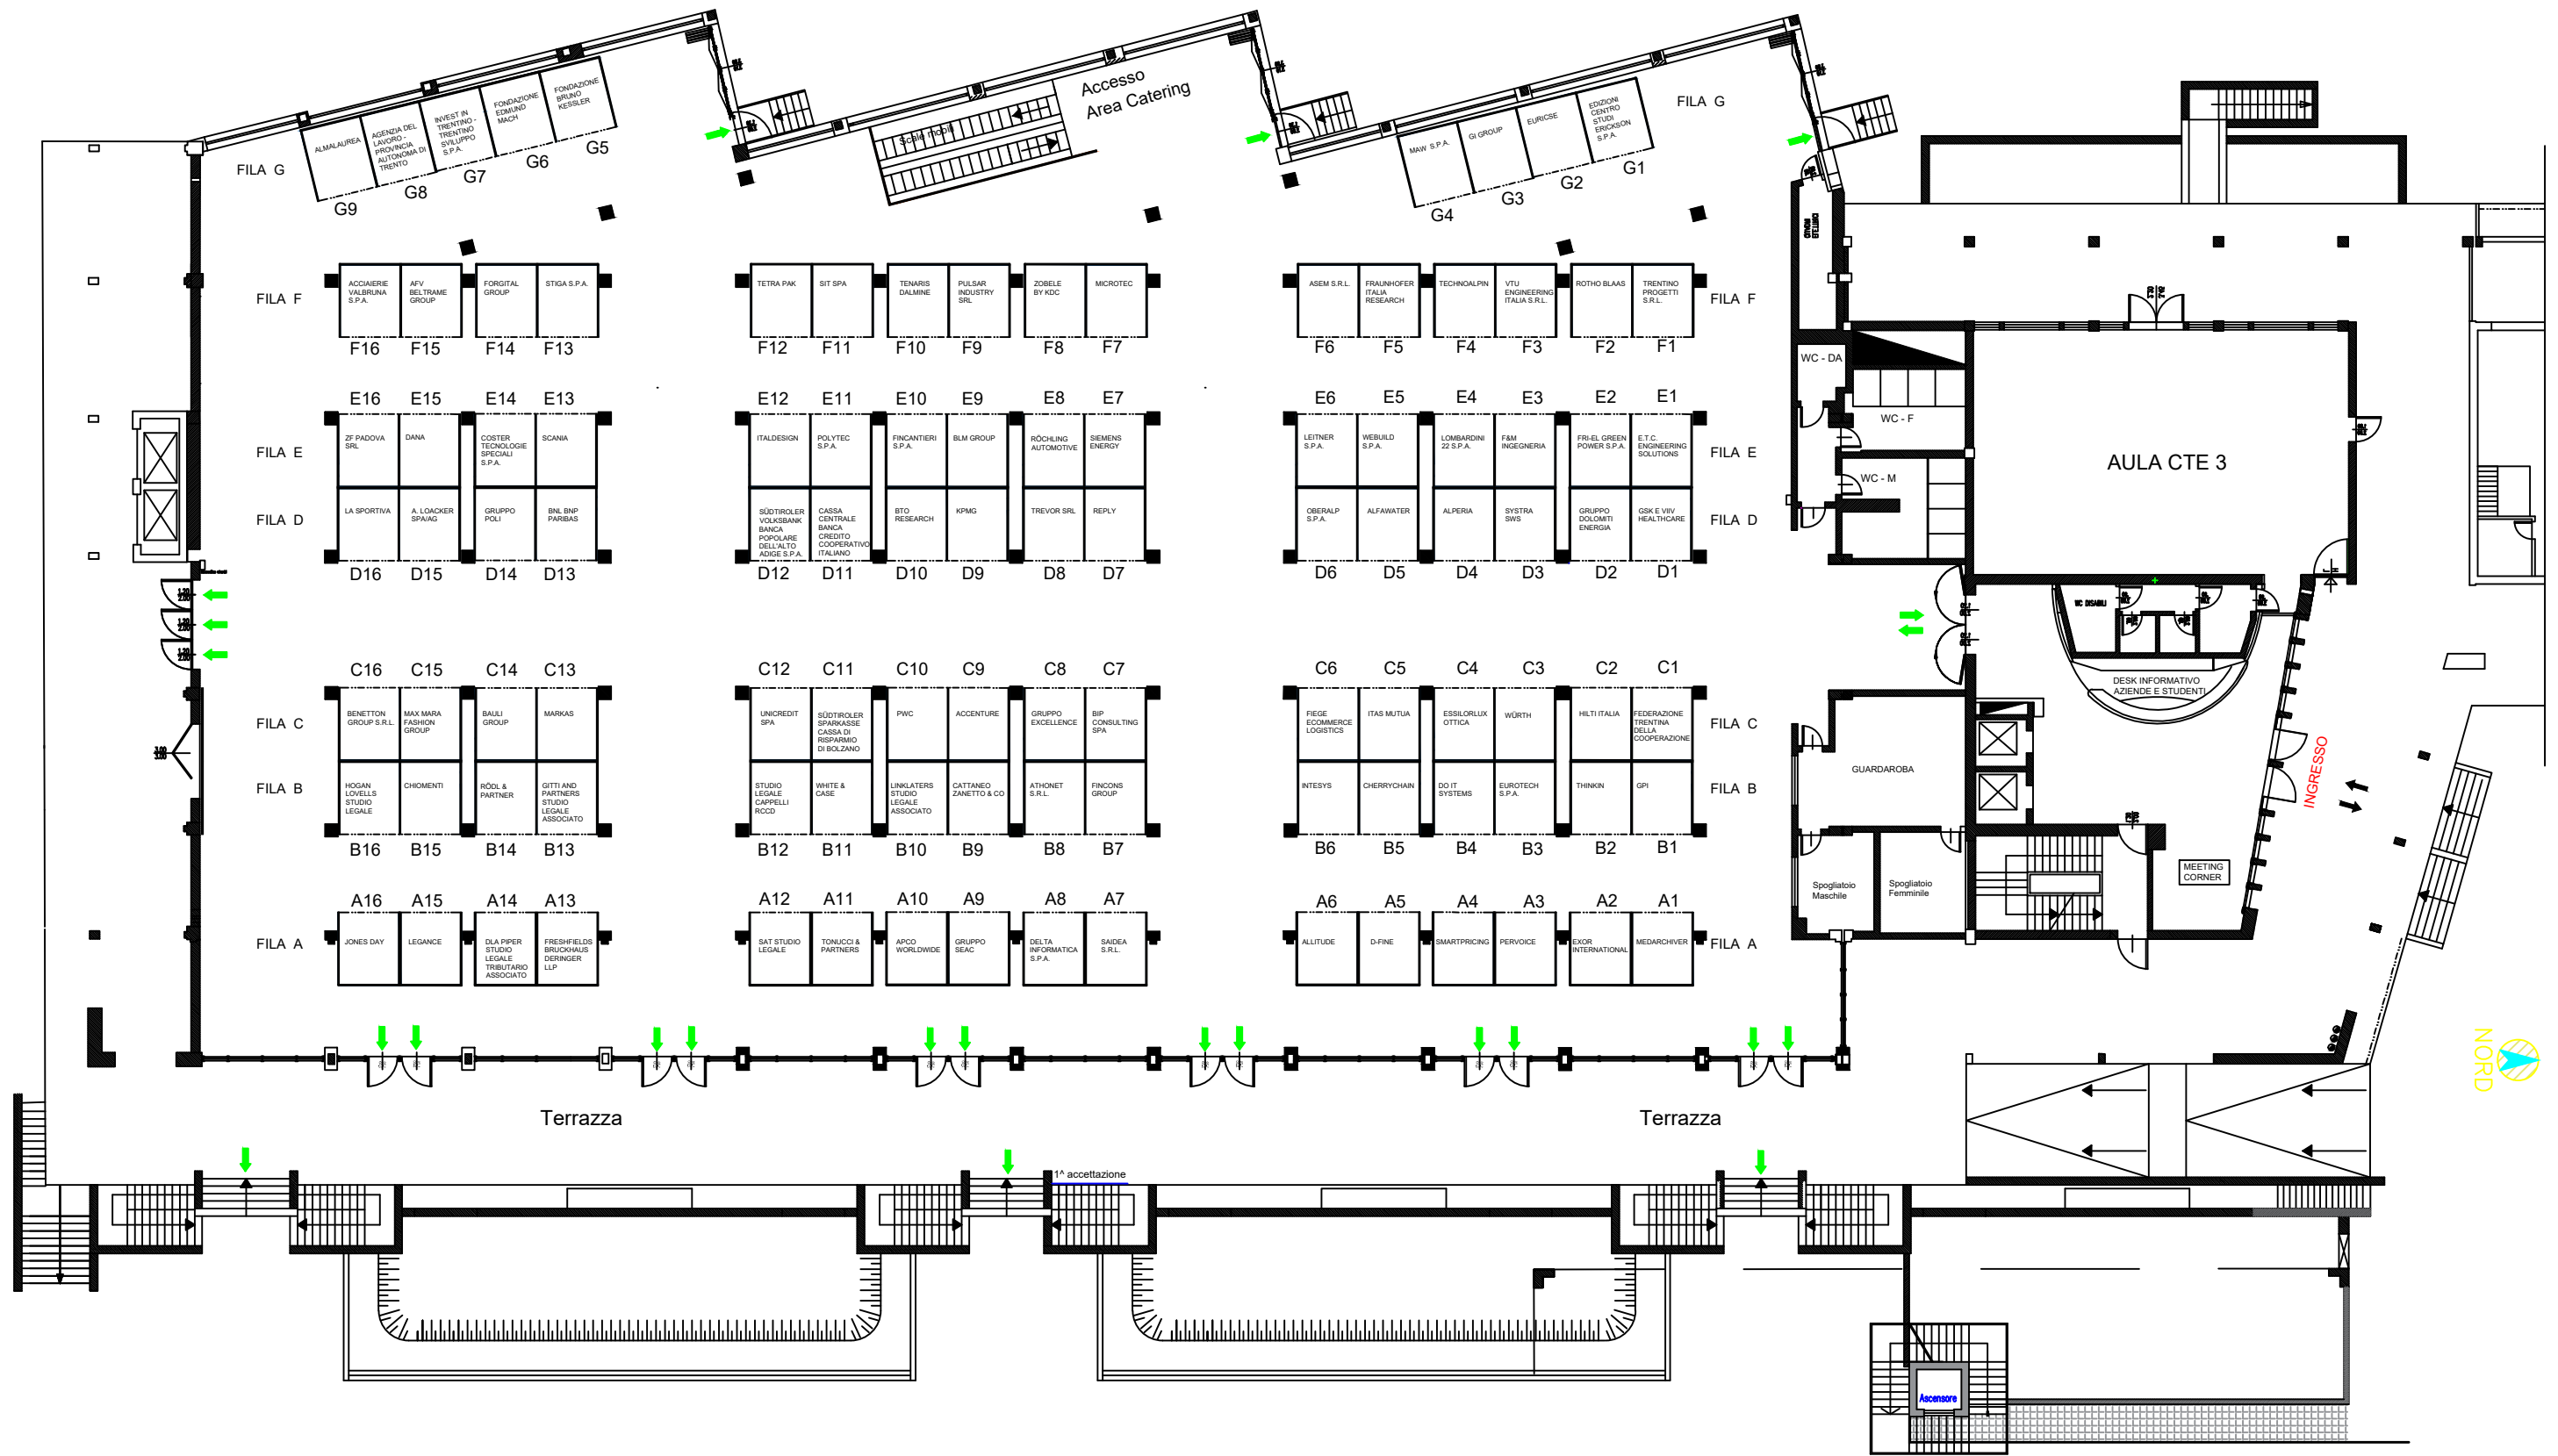 Accesso
Area Catering
Scale mobili
FILA G
ALMALAUREA
AGENZIA DEL
LAVORO -
PROVINCIA
AUTONOMA DI
TRENTO
INVEST IN
TRENTINO -
TRENTINO
SVILUPPO
S.P.A.
FONDAZIONE
EDMUND
MACH
FONDAZIONE
BRUNO
KESSLER
G9
G8
G7
G6
G5
MAW S.P.A.
GI GROUP
EURICSE
EDIZIONI
CENTRO
STUDI
ERICKSON
S.P.A.
G4
G3
G2
G1
FILA G
FILA F
ACCIAIERIE
VALBRUNA
S.P.A.
AFV
BELTRAME
GROUP
FORGITAL
GROUP
STIGA S.P.A.
TETRA PAK
SIT SPA
TENARIS
DALMINE
PULSAR
INDUSTRY
SRL
ZOBELE
BY KDC
MICROTEC
ASEM S.R.L.
FRAUNHOFER
ITALIA
RESEARCH
TECHNOALPIN
VTU
ENGINEERING
ITALIA S.R.L.
ROTHO BLAAS
TRENTINO
PROGETTI
S.R.L.
FILA F
F16 F15 F14 F13 F12 F11 F10 F9 F8 F7 F6 F5 F4 F3 F2 F1
E16 E15 E14 E13 E12 E11 E10 E9 E8 E7 E6 E5 E4 E3 E2 E1
FILA E
ZF PADOVA
SRL
DANA
COSTER
TECNOLOGIE
SPECIALI
S.P.A.
SCANIA
ITALDESIGN
POLYTEC
S.P.A.
FINCANTIERI
S.P.A.
BLM GROUP
RÖCHLING
AUTOMOTIVE
SIEMENS
ENERGY
LEITNER
S.P.A.
WEBUILD
S.P.A.
LOMBARDINI
22 S.P.A.
F&M
INGEGNERIA
FRI-EL GREEN
POWER S.P.A.
E.T.C.
ENGINEERING
SOLUTIONS
FILA E
FILA D
LA SPORTIVA
A. LOACKER
SPA/AG
GRUPPO
POLI
BNL BNP
PARIBAS
SÜDTIROLER
VOLKSBANK
BANCA
POPOLARE
DELL'ALTO
ADIGE S.P.A.
CASSA
CENTRALE
BANCA
CREDITO
COOPERATIVO
ITALIANO
BTO
RESEARCH
KPMG
TREVOR SRL
REPLY
OBERALP
S.P.A.
ALFAWATER
ALPERIA
SYSTRA
SWS
GRUPPO
DOLOMITI
ENERGIA
GSK E VIIV
HEALTHCARE
FILA D
D16 D15 D14 D13 D12 D11 D10 D9 D8 D7 D6 D5 D4 D3 D2 D1
C16 C15 C14 C13 C12 C11 C10 C9 C8 C7 C6 C5 C4 C3 C2 C1
FILA C
BENETTON
GROUP S.R.L.
MAX MARA
FASHION
GROUP
BAULI
GROUP
MARKAS
UNICREDIT
SPA
SÜDTIROLER
SPARKASSE
CASSA DI
RISPARMIO
DI BOLZANO
PWC
ACCENTURE
GRUPPO
EXCELLENCE
BIP
CONSULTING
SPA
FIEGE
ECOMMERCE
LOGISTICS
ITAS MUTUA
ESSILORLUX
OTTICA
WÜRTH
HILTI ITALIA
FEDERAZIONE
TRENTINA
DELLA
COOPERAZIONE
FILA C
FILA B
HOGAN
LOVELLS
STUDIO
LEGALE
CHIOMENTI
RÖDL &
PARTNER
GITTI AND
PARTNERS
STUDIO
LEGALE
ASSOCIATO
STUDIO
LEGALE
CAPPELLI
RCCD
WHITE &
CASE
LINKLATERS
STUDIO
LEGALE
ASSOCIATO
CATTANEO
ZANETTO & CO
ATHONET
S.R.L.
FINCONS
GROUP
INTESYS
CHERRYCHAIN
DO IT
SYSTEMS
EUROTECH
S.P.A.
THINKIN
GPI
FILA B
B16 B15 B14 B13 B12 B11 B10 B9 B8 B7 B6 B5 B4 B3 B2 B1
A16 A15 A14 A13 A12 A11 A10 A9 A8 A7 A6 A5 A4 A3 A2 A1
FILA A
JONES DAY
LEGANCE
DLA PIPER
STUDIO
LEGALE
TRIBUTARIO
ASSOCIATO
FRESHFIELDS
BRUCKHAUS
DERINGER
LLP
SAT STUDIO
LEGALE
TONUCCI &
PARTNERS
APCO
WORLDWIDE
GRUPPO
SEAC
DELTA
INFORMATICA
S.P.A.
SAIDEA
S.R.L.
ALLITUDE
D-FINE
SMARTPRICING
PERVOICE
EXOR
INTERNATIONAL
MEDARCHIVER
FILA A
WC - DA
WC - F
WC - M
AULA CTE 3
WC DISABILI
DESK INFORMATIVO
AZIENDE E STUDENTI
GUARDAROBA
INGRESSO
MEETING
CORNER
Spogliatoio
Maschile
Spogliatoio
Femminile
NORD
Terrazza
Terrazza
1^ accettazione
Ascensore